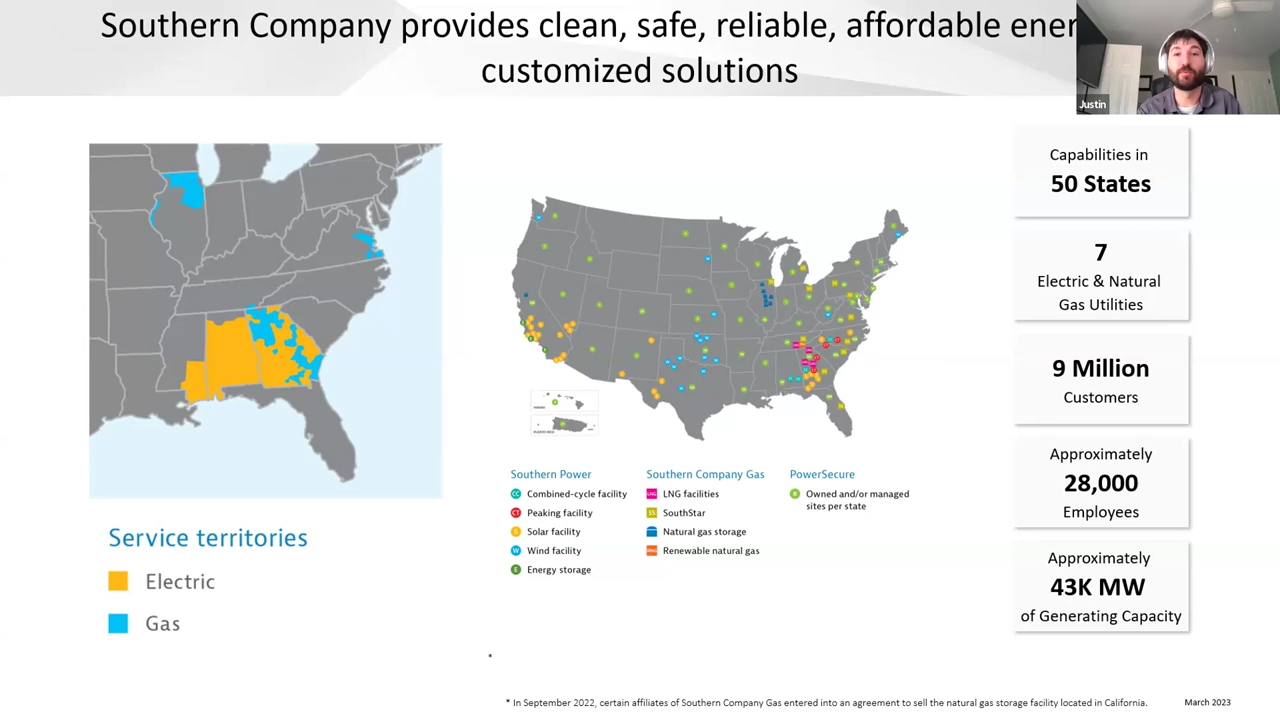 Southern Company provides clean, safe, reliable, affordable ener
customized solutions
Justin
Capabilities in
50 States
7
Electric & Natural
Gas Utilities
9 Million
Customers
Approximately
28,000
Employees
Approximately
43K MW
of Generating Capacity
Service territories
Electric
Gas
Southern Power
CC Combined-cycle facility
CT Peaking facility
S Solar facility
W Wind facility
E Energy storage
Southern Company Gas
LNG LNG facilities
SS SouthStar
Natural gas storage
RNG Renewable natural gas
PowerSecure
# Owned and/or managed
sites per state
*
* In September 2022, certain affiliates of Southern Company Gas entered into an agreement to sell the natural gas storage facility located in California.
March 2023